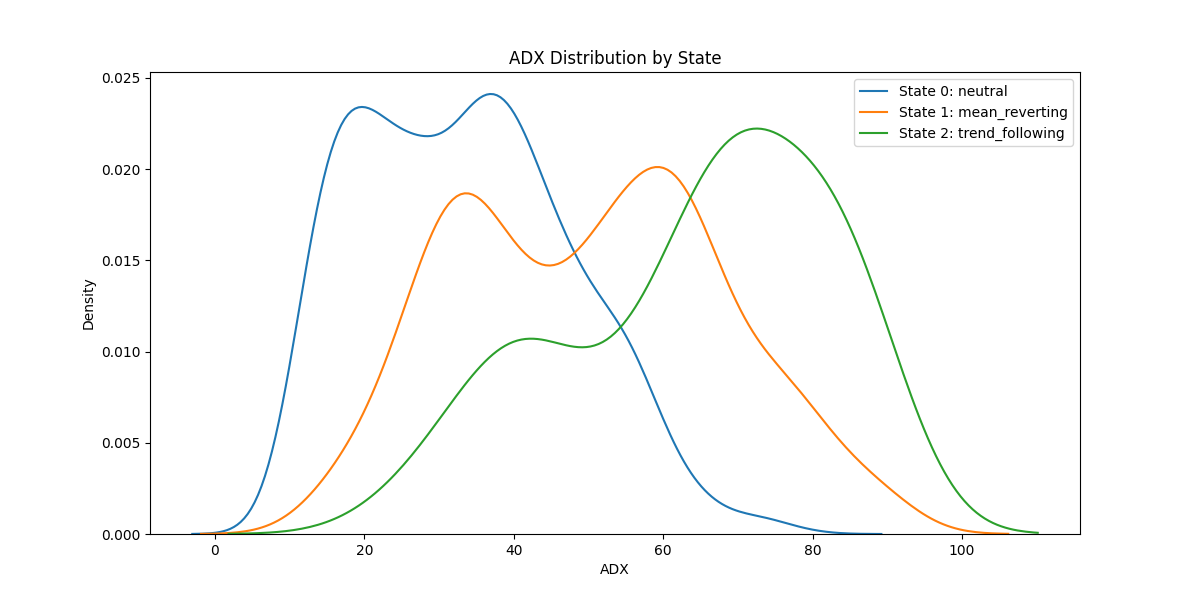 ADX Distribution by State
State 0: neutral
State 1: mean_reverting
State 2: trend_following
Density
0.025
0.020
0.015
0.010
0.005
0.000
0 20 40 60 80 100
ADX